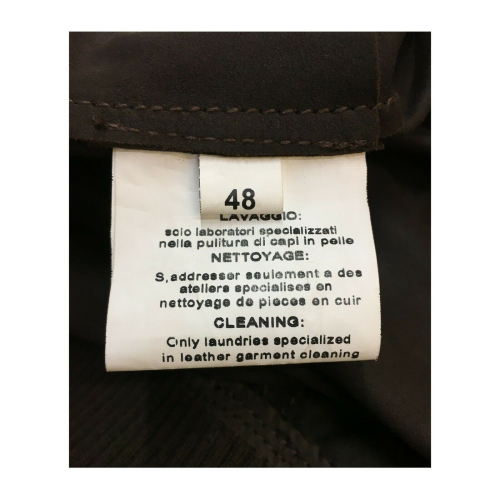 48
LAVAGGIO:
solo laboratori specializzati
nella pulitura di capi in pelle
NETTOYAGE:
S,addresser seulement a des
ateliers specialises en
nettoyage de pieces en cuir
CLEANING:
Only laundries specialized
in leather garment cleaning